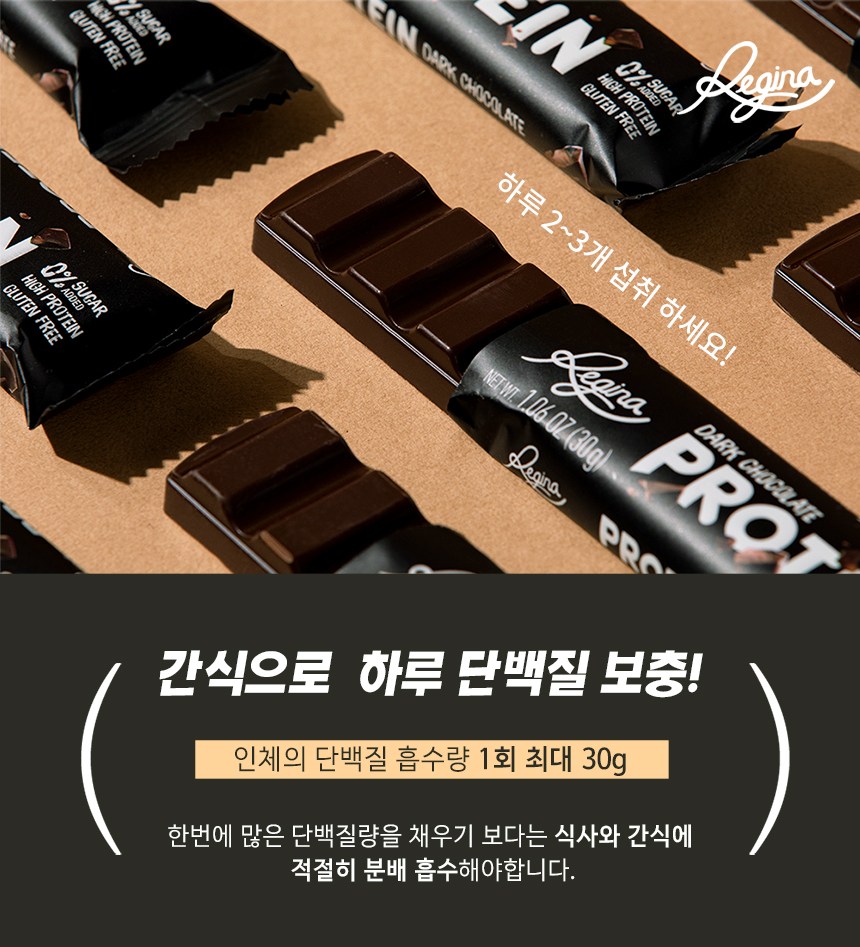 0% SUGAR
ADDED
HIGH PROTEIN
GLUTEN FREE
EIN
EIN DARK CHOCOLATE
0% SUGAR
ADDED
HIGH PROTEIN
GLUTEN FREE
Regina
하루 2~3개 섭취 하세요!
N
0% SUGAR
ADDED
HIGH PROTEIN
GLUTEN FREE
Regina
NET WT. 1.06 OZ (30g)
Regina
DARK CHOCOLATE
PROT
PRO
간식으로 하루 단백질 보충!
인체의 단백질 흡수량 1회 최대 30g
한번에 많은 단백질량을 채우기 보다는 식사와 간식에
적절히 분배 흡수해야합니다.